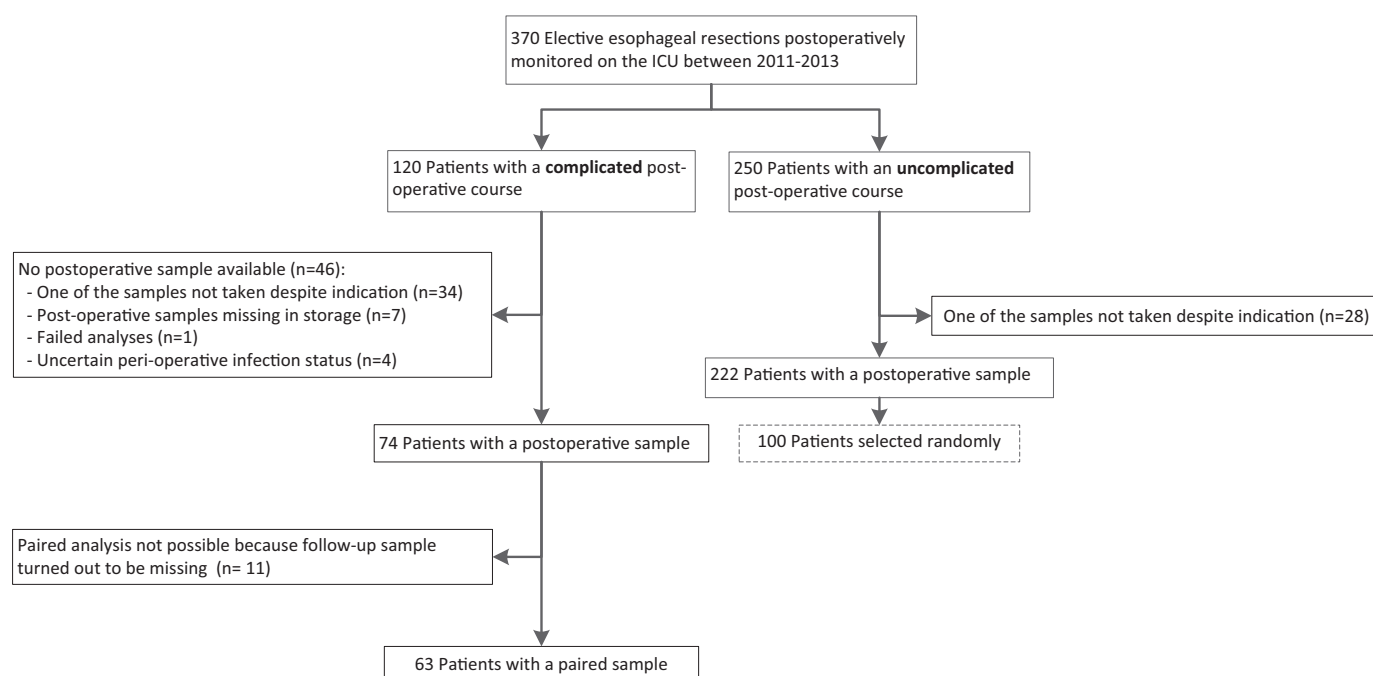 370 Elective esophageal resections postoperatively
monitored on the ICU between 2011-2013
120 Patients with a complicated post-
operative course
250 Patients with an uncomplicated
post-operative course
No postoperative sample available (n=46):
- One of the samples not taken despite indication (n=34)
- Post-operative samples missing in storage (n=7)
- Failed analyses (n=1)
- Uncertain peri-operative infection status (n=4)
One of the samples not taken despite indication (n=28)
222 Patients with a postoperative sample
100 Patients selected randomly
74 Patients with a postoperative sample
Paired analysis not possible because follow-up sample
turned out to be missing (n= 11)
63 Patients with a paired sample